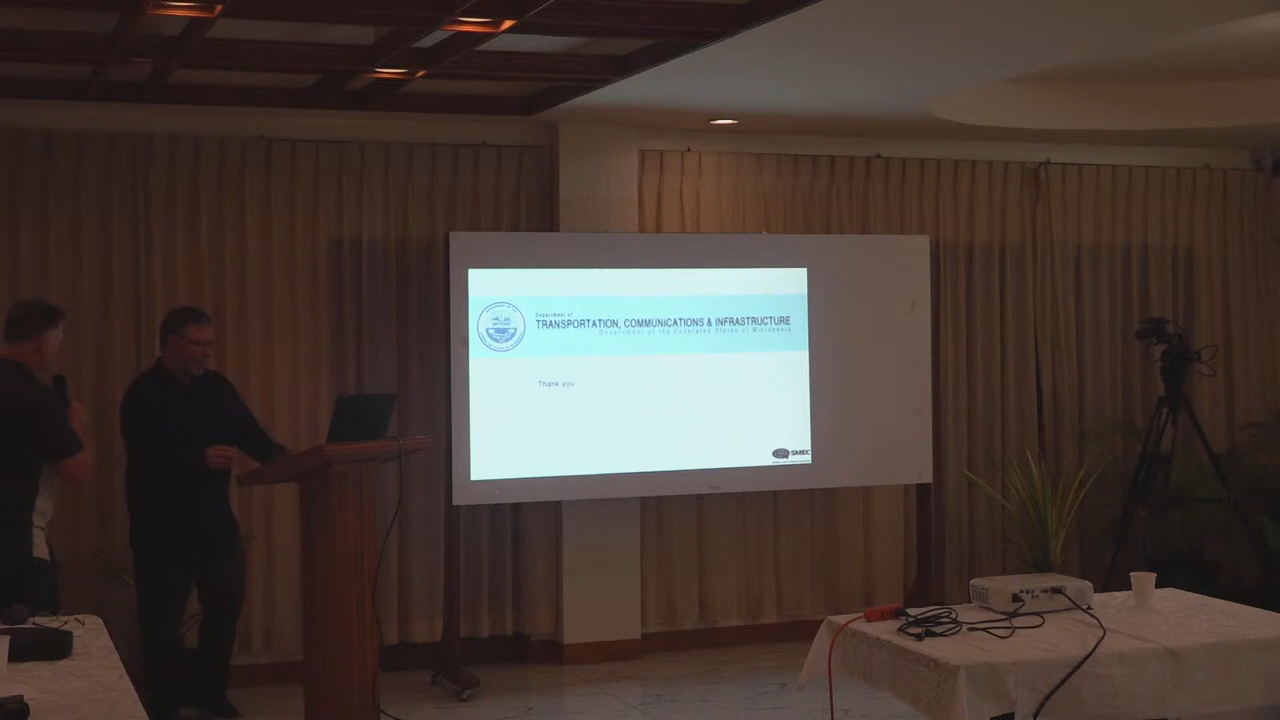 Department of
TRANSPORTATION, COMMUNICATIONS & INFRASTRUCTURE
Government of the Federated States of Micronesia
Thank you
SMEC